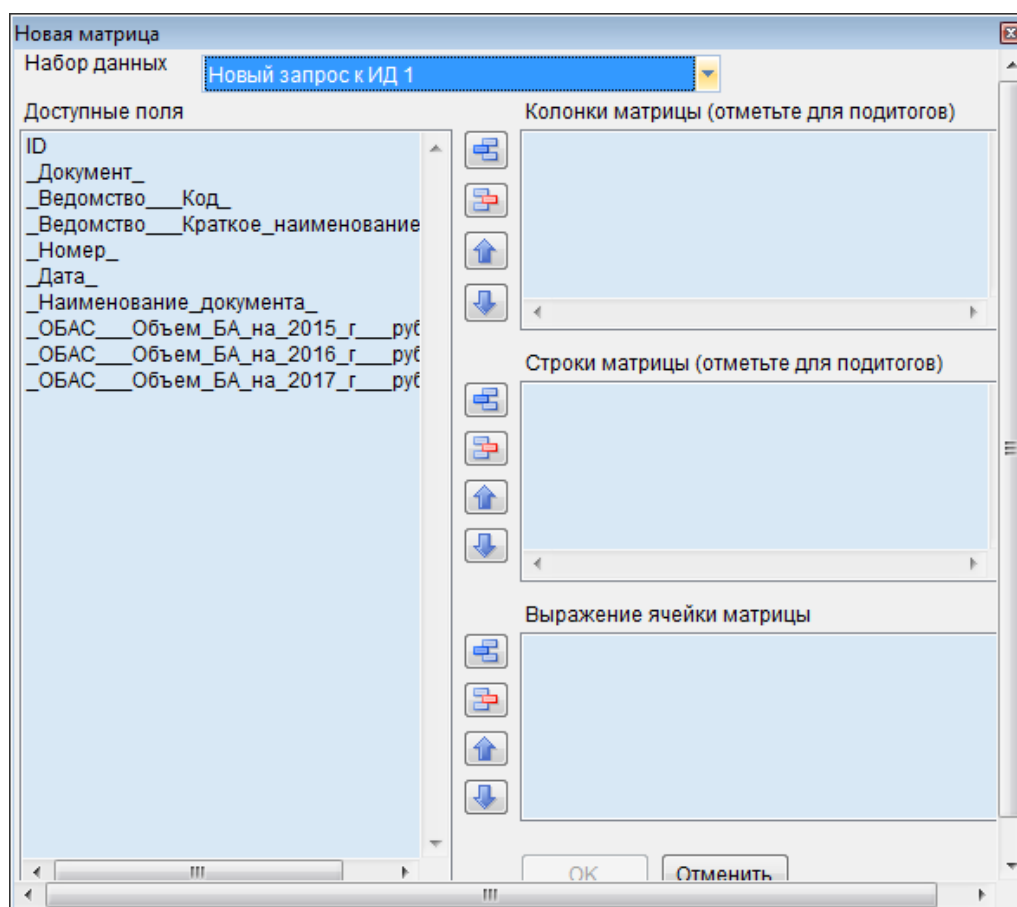 Новая матрица
Набор данных
Новый запрос к ИД 1
Доступные поля
ID
_Документ_
_Ведомство___Код_
_Ведомство___Краткое_наименование
_Номер_
_Дата_
_Наименование_документа_
_ОБАС___Объем_БА_на_2015_г___руб
_ОБАС___Объем_БА_на_2016_г___руб
_ОБАС___Объем_БА_на_2017_г___руб
Колонки матрицы (отметьте для подитогов)
Строки матрицы (отметьте для подитогов)
Выражение ячейки матрицы
OK
Отменить